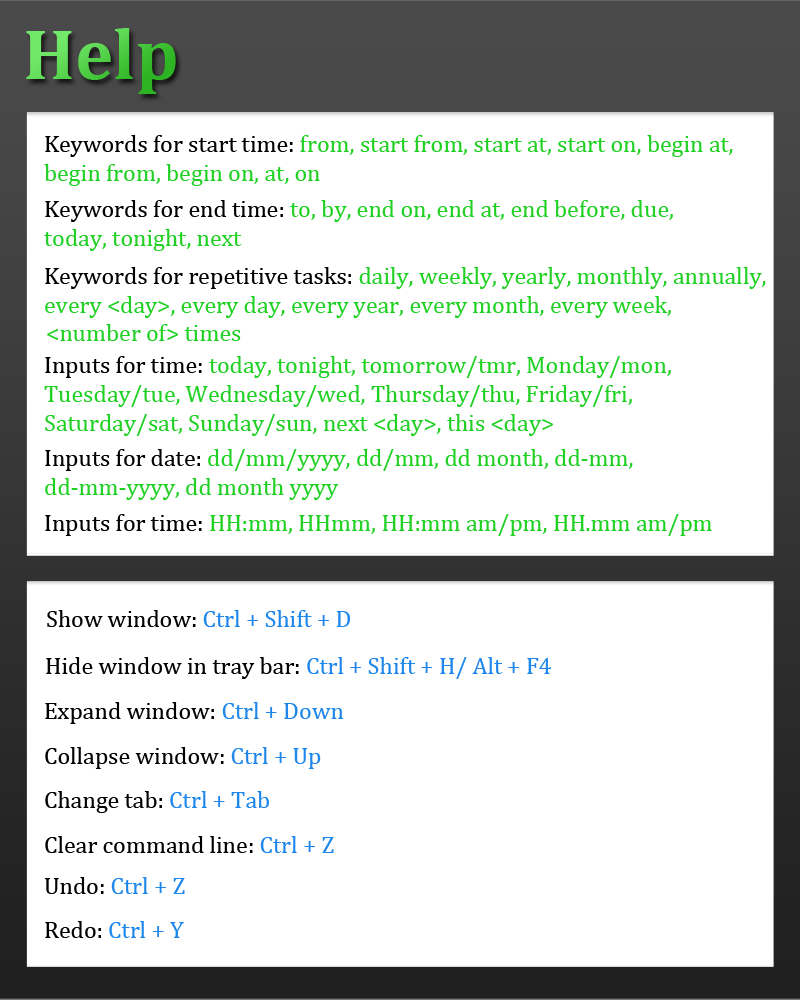 Help
Keywords for start time: from, start from, start at, start on, begin at,
begin from, begin on, at, on
Keywords for end time: to, by, end on, end at, end before, due,
today, tonight, next
Keywords for repetitive tasks: daily, weekly, yearly, monthly, annually,
every <day>, every day, every year, every month, every week,
<number of> times
Inputs for time: today, tonight, tomorrow/tmr, Monday/mon,
Tuesday/tue, Wednesday/wed, Thursday/thu, Friday/fri,
Saturday/sat, Sunday/sun, next <day>, this <day>
Inputs for date: dd/mm/yyyy, dd/mm, dd month, dd-mm,
dd-mm-yyyy, dd month yyyy
Inputs for time: HH:mm, HHmm, HH:mm am/pm, HH.mm am/pm
Show window: Ctrl + Shift + D
Hide window in tray bar: Ctrl + Shift + H/ Alt + F4
Expand window: Ctrl + Down
Collapse window: Ctrl + Up
Change tab: Ctrl + Tab
Clear command line: Ctrl + Z
Undo: Ctrl + Z
Redo: Ctrl + Y